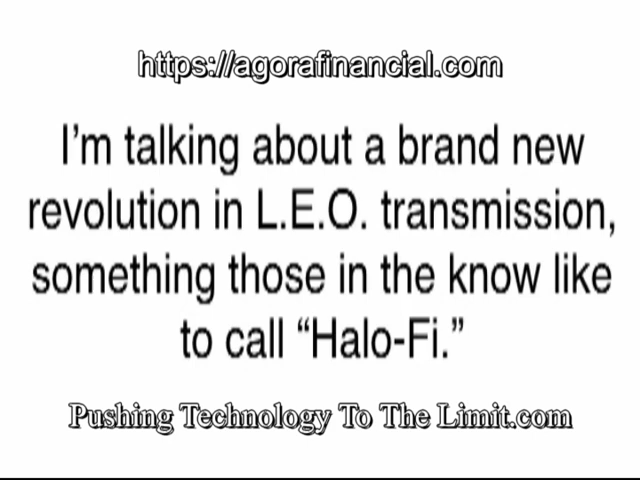 https://agorafinancial.com
I’m talking about a brand new
revolution in L.E.O. transmission,
something those in the know like
to call “Halo-Fi.”
Pushing Technology To The Limit.com